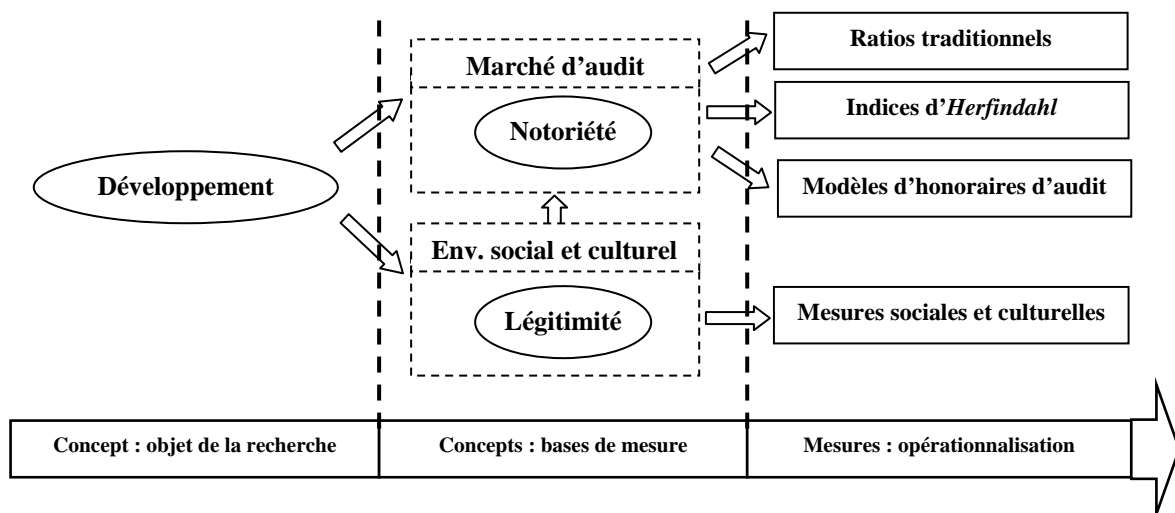 Ratios traditionnels
Marché d’audit
Indices d’Herfindahl
Notoriété
Développement
Modèles d’honoraires d’audit
Env. social et culturel
Légitimité
Mesures sociales et culturelles
Concept : objet de la recherche
Concepts : bases de mesure
Mesures : opérationnalisation